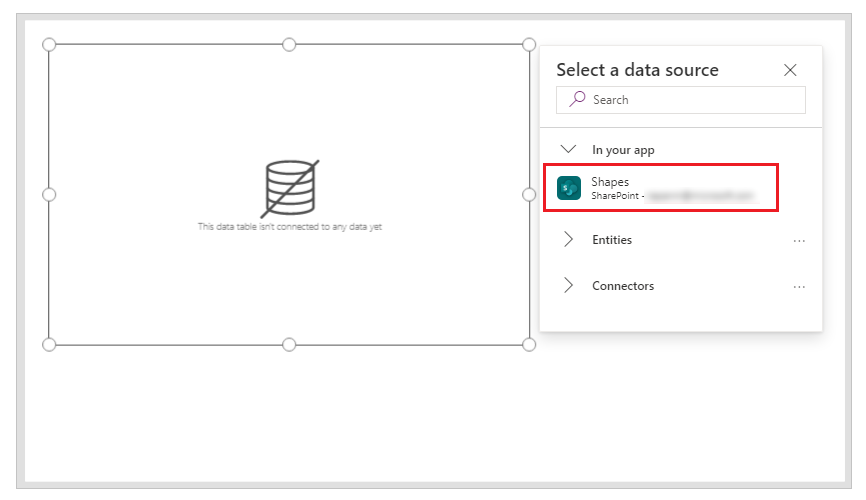 Select a data source
Search
In your app
Shapes
SharePoint -
This data table isn't connected to any data yet
Entities
...
Connectors
...